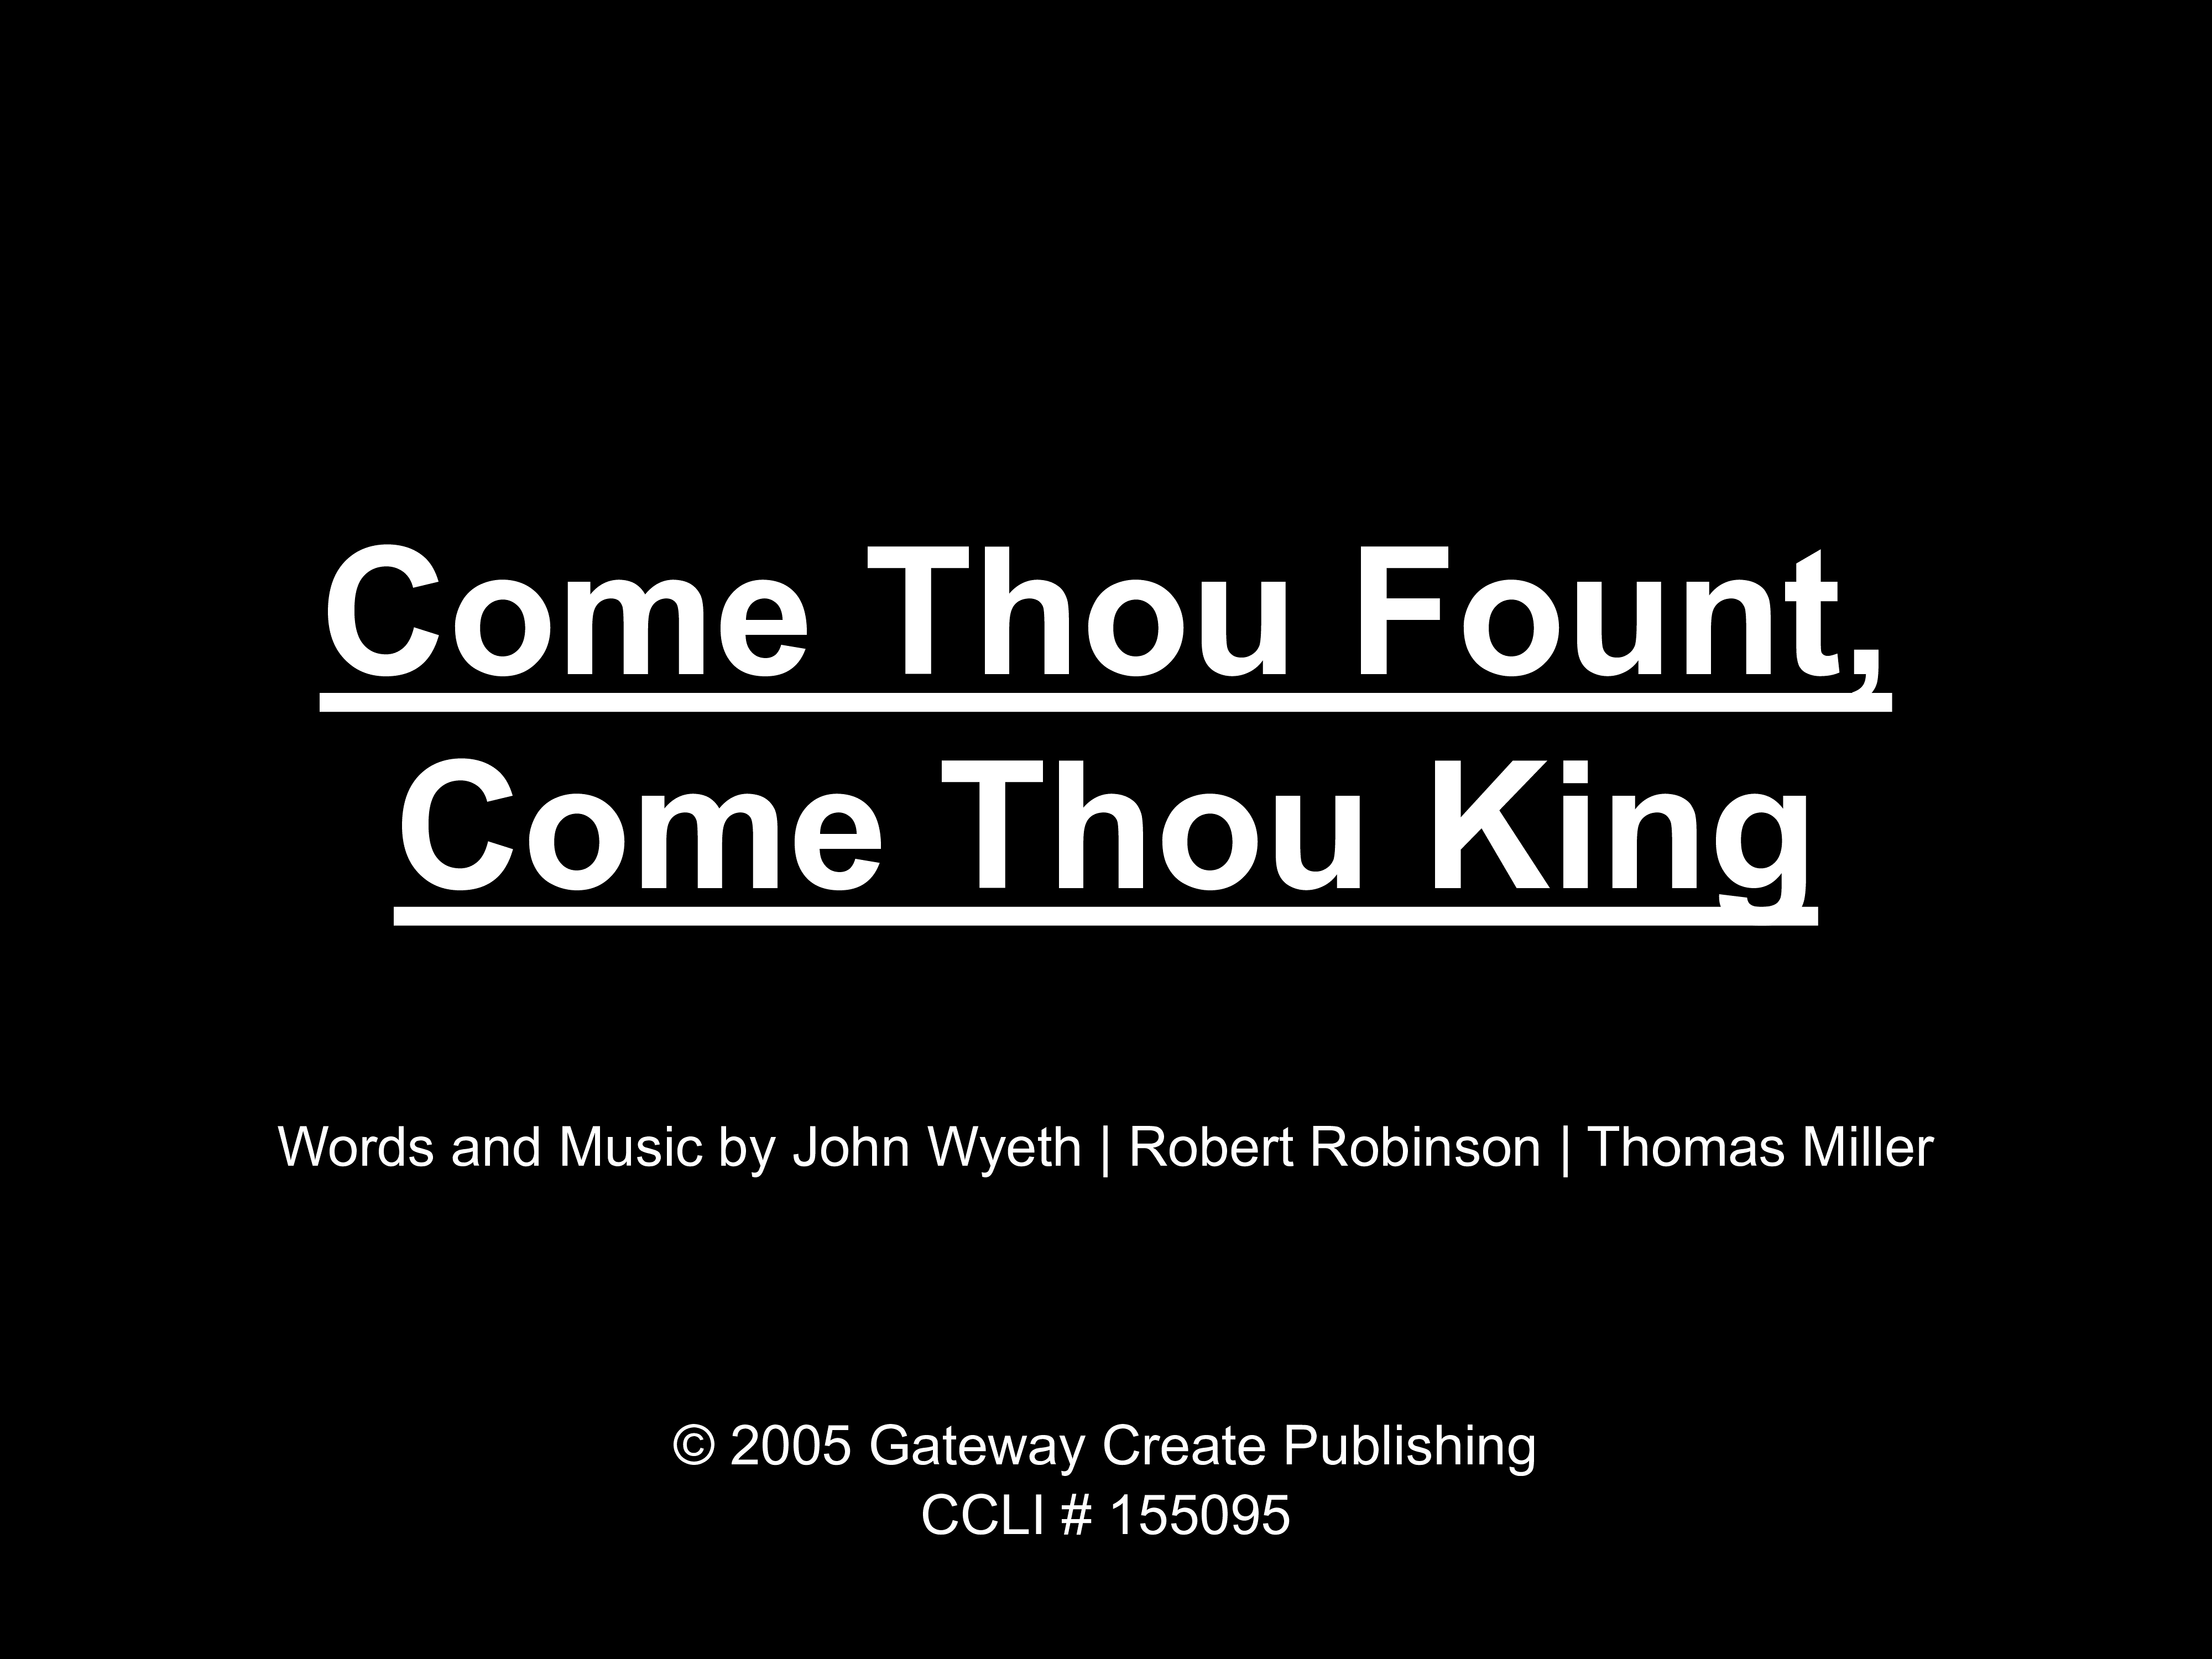 Come Thou Fount,
Come Thou King
Words and Music by John Wyeth | Robert Robinson | Thomas Miller
© 2005 Gateway Create Publishing
CCLI # 155095